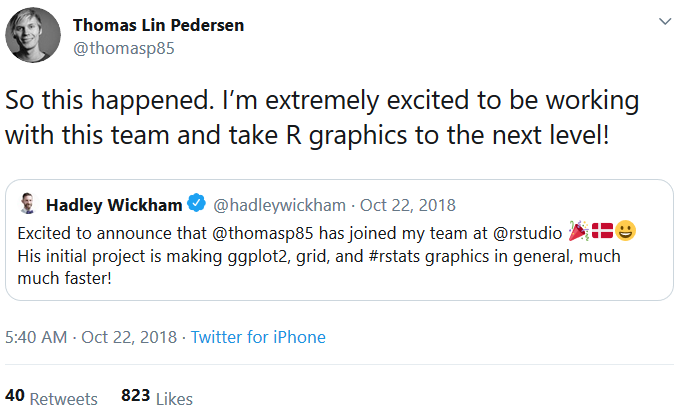 Thomas Lin Pedersen
@thomasp85
So this happened. I’m extremely excited to be working
with this team and take R graphics to the next level!
Hadley Wickham @hadleywickham · Oct 22, 2018
Excited to announce that @thomasp85 has joined my team at @rstudio 🎉🇩🇰😀
His initial project is making ggplot2, grid, and #rstats graphics in general, much
much faster!
5:40 AM · Oct 22, 2018 · Twitter for iPhone
40 Retweets 823 Likes